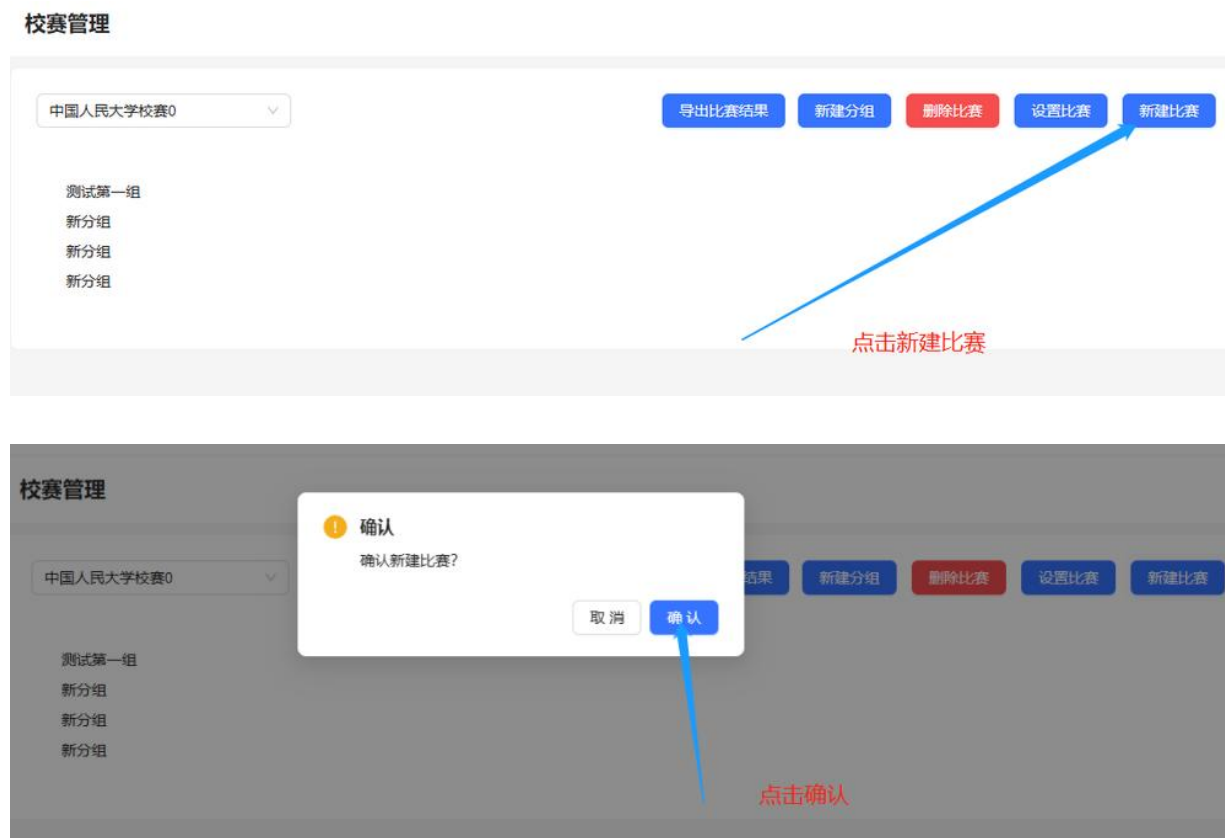 校赛管理
中国人民大学校赛0 导出比赛结果 新建分组 删除比赛 设置比赛 新建比赛
测试第一组
新分组
新分组
新分组
点击新建比赛
校赛管理
确认
确认新建比赛?
中国人民大学校赛0 结果 新建分组 删除比赛 设置比赛 新建比赛
取 消 确 认
测试第一组
新分组
新分组
新分组
点击确认